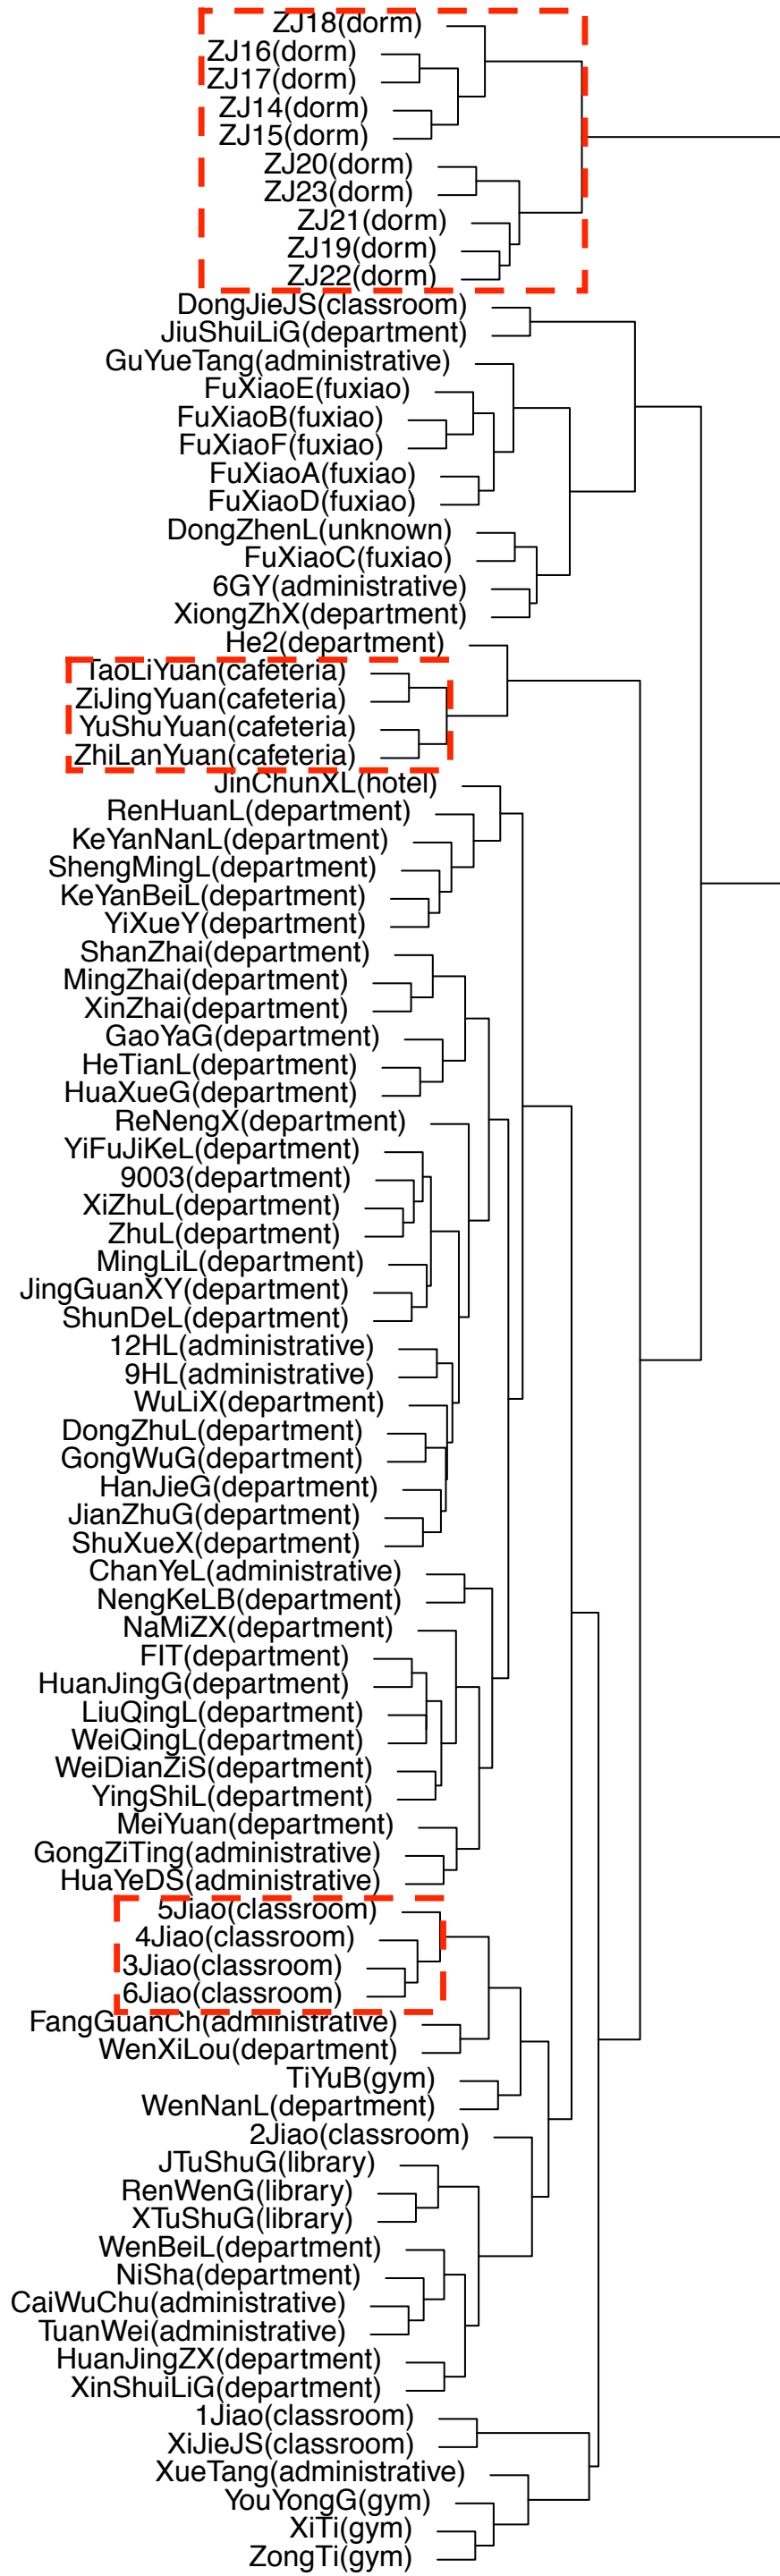 ZJ18(dorm)
ZJ16(dorm)
ZJ17(dorm)
ZJ14(dorm)
ZJ15(dorm)
ZJ20(dorm)
ZJ23(dorm)
ZJ21(dorm)
ZJ19(dorm)
ZJ22(dorm)
DongJieJS(classroom)
JiuShuiLiG(department)
GuYueTang(administrative)
FuXiaoE(fuxiao)
FuXiaoB(fuxiao)
FuXiaoF(fuxiao)
FuXiaoA(fuxiao)
FuXiaoD(fuxiao)
DongZhenL(unknown)
FuXiaoC(fuxiao)
6GY(administrative)
XiongZhX(department)
He2(department)
TaoLiYuan(cafeteria)
ZiJingYuan(cafeteria)
YuShuYuan(cafeteria)
ZhiLanYuan(cafeteria)
JinChunXL(hotel)
RenHuanL(department)
KeYanNanL(department)
ShengMingL(department)
KeYanBeiL(department)
YiXueY(department)
ShanZhai(department)
MingZhai(department)
XinZhai(department)
GaoYaG(department)
HeTianL(department)
HuaXueG(department)
ReNengX(department)
YiFuJiKeL(department)
9003(department)
XiZhuL(department)
ZhuL(department)
MingLiL(department)
JingGuanXY(department)
ShunDeL(department)
12HL(administrative)
9HL(administrative)
WuLiX(department)
DongZhuL(department)
GongWuG(department)
HanJieG(department)
JianZhuG(department)
ShuXueX(department)
ChanYeL(administrative)
NengKeLB(department)
NaMiZX(department)
FIT(department)
HuanJingG(department)
LiuQingL(department)
WeiQingL(department)
WeiDianZiS(department)
YingShiL(department)
MeiYuan(department)
GongZiTing(administrative)
HuaYeDS(administrative)
5Jiao(classroom)
4Jiao(classroom)
3Jiao(classroom)
6Jiao(classroom)
FangGuanCh(administrative)
WenXiLou(department)
TiYuB(gym)
WenNanL(department)
2Jiao(classroom)
JTuShuG(library)
RenWenG(library)
XTuShuG(library)
WenBeiL(department)
NiSha(department)
CaiWuChu(administrative)
TuanWei(administrative)
HuanJingZX(department)
XinShuiLiG(department)
1Jiao(classroom)
XiJieJS(classroom)
XueTang(administrative)
YouYongG(gym)
XiTi(gym)
ZongTi(gym)